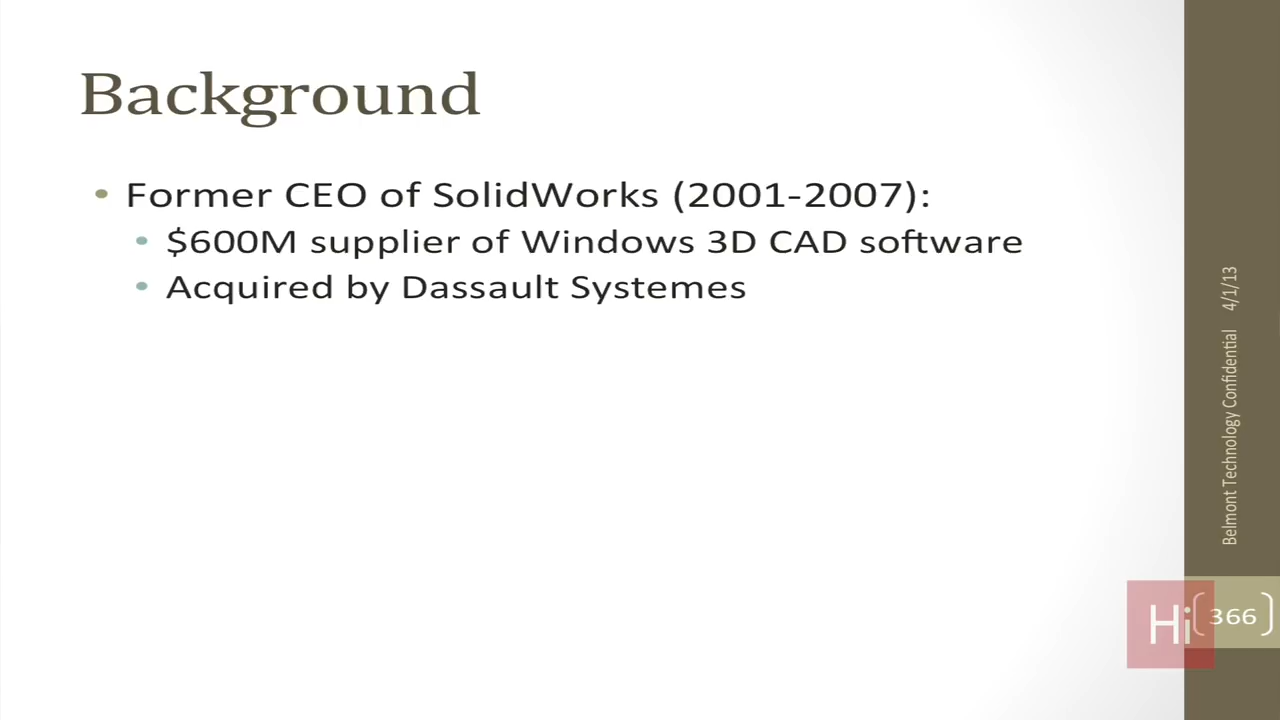 Background
• Former CEO of SolidWorks (2001-2007):
• $600M supplier of Windows 3D CAD software
• Acquired by Dassault Systemes
Belmont Technology Confidential 4/1/13
Hi
366